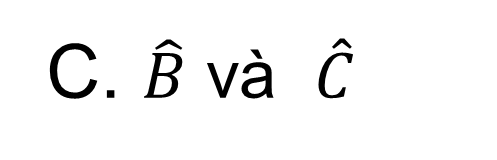 C. B̂ và Ĉ